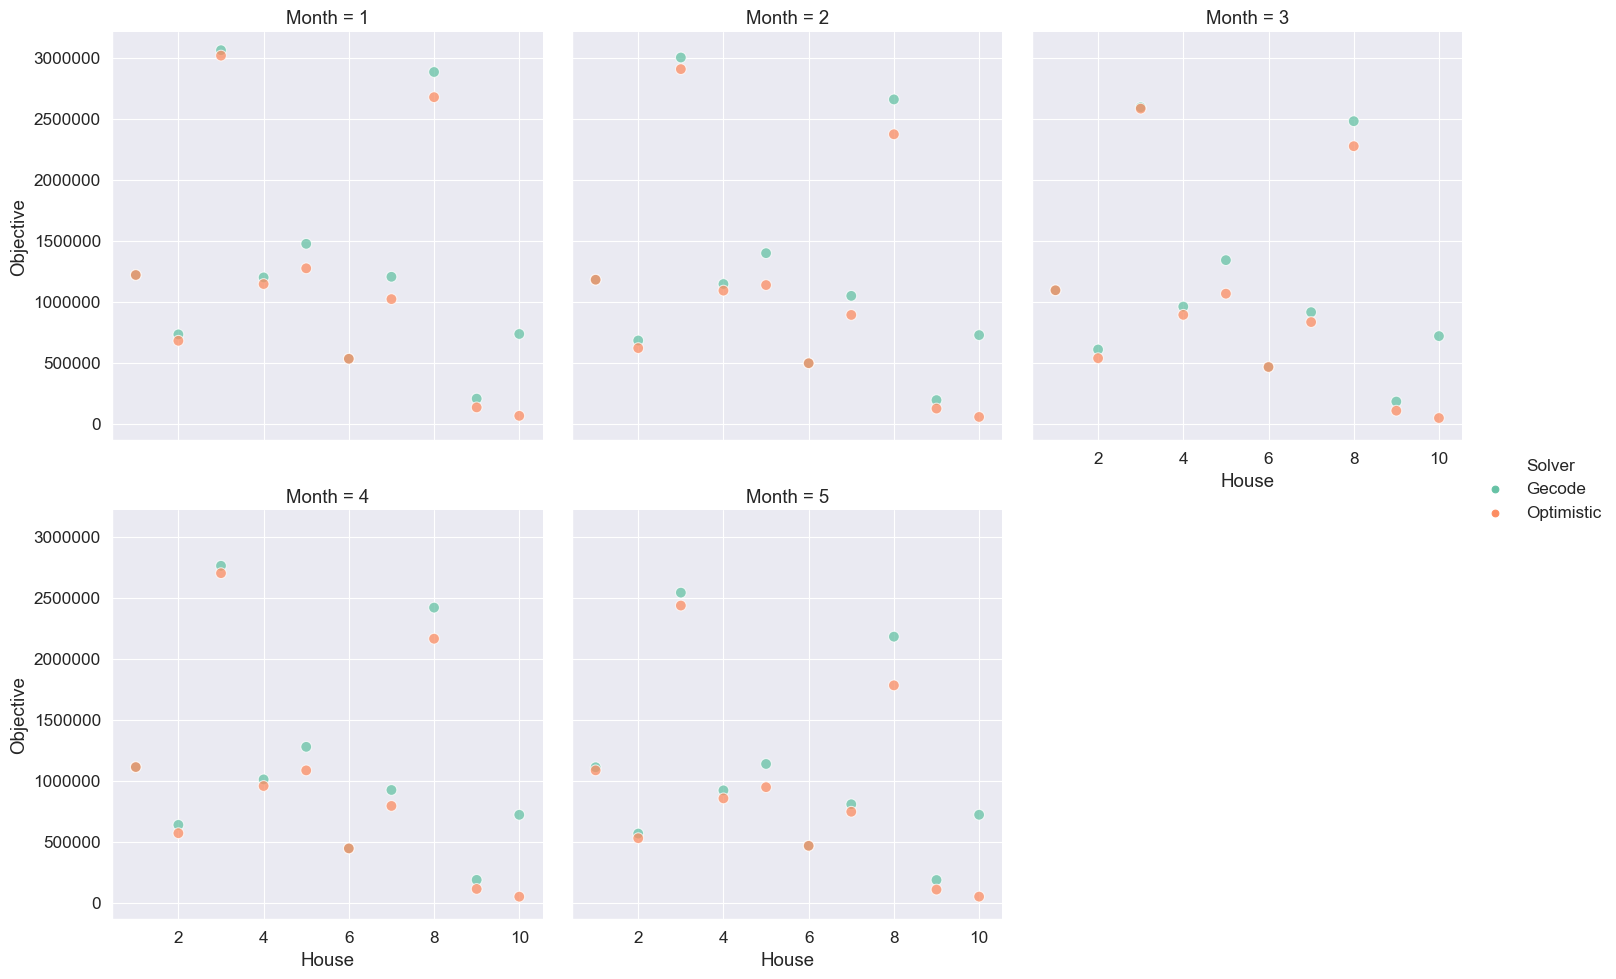 Month = 1
Month = 2
Month = 3
3000000
2500000
2000000
1500000
1000000
500000
0
Objective
2 4 6 8 10
House
Solver
Gecode
Optimistic
Month = 4
Month = 5
3000000
2500000
2000000
1500000
1000000
500000
0
Objective
2 4 6 8 10
House
2 4 6 8 10
House